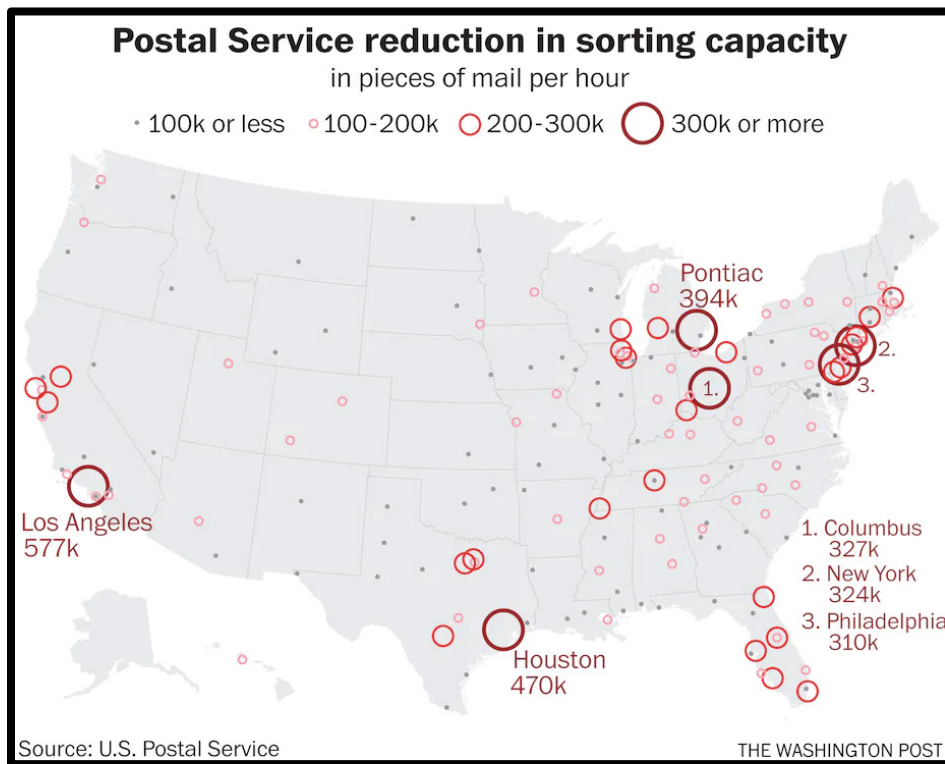 Postal Service reduction in sorting capacity
in pieces of mail per hour
100k or less 100-200k 200-300k 300k or more
Pontiac
394k
1.
2.
3.
Los Angeles
577k
Houston
470k
1. Columbus
327k
2. New York
324k
3. Philadelphia
310k
Source: U.S. Postal Service
THE WASHINGTON POST